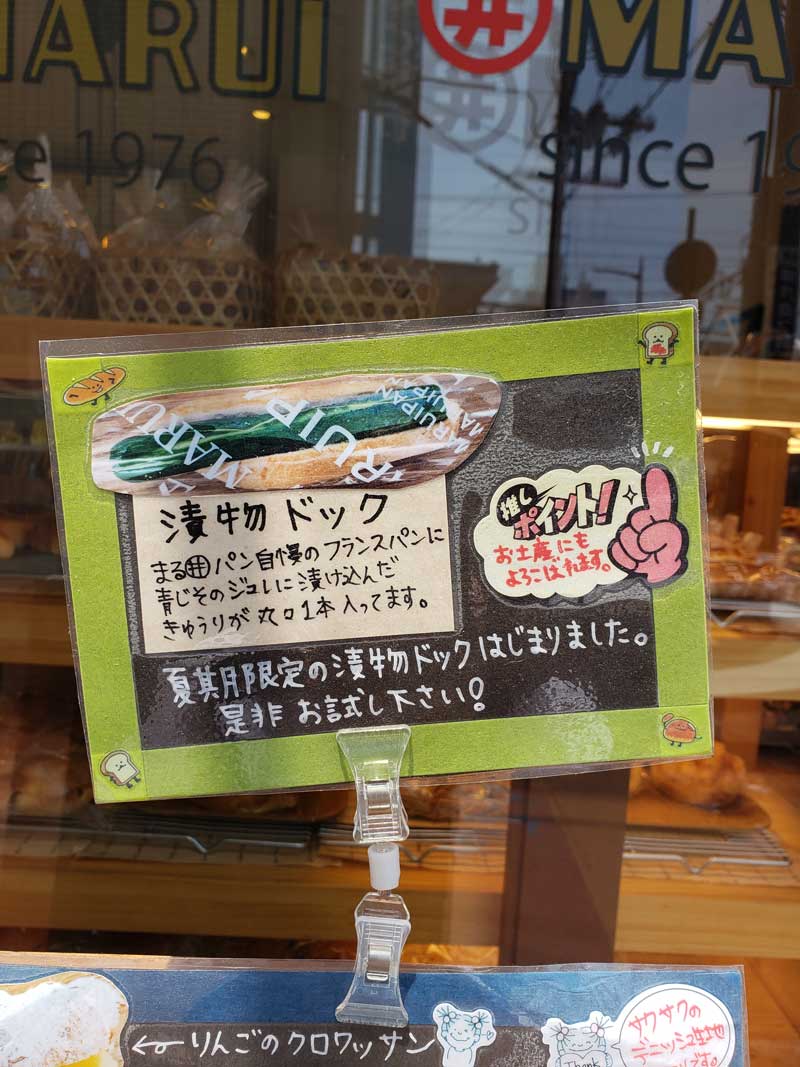 MARUI
since 1976
井
MA
since 19
漬物ドック
まる井パン自慢のフランスパンに
青じそのジュレに漬け込んだ
きゅうりが丸々1本入ってます。
推しポイント!
お土産にも
よろこばれます。
夏期限定の漬物ドックはじまりました。
是非お試し下さい!
←りんごのクロワッサン
Thank
サクサクの
デニッシュ生地
です。